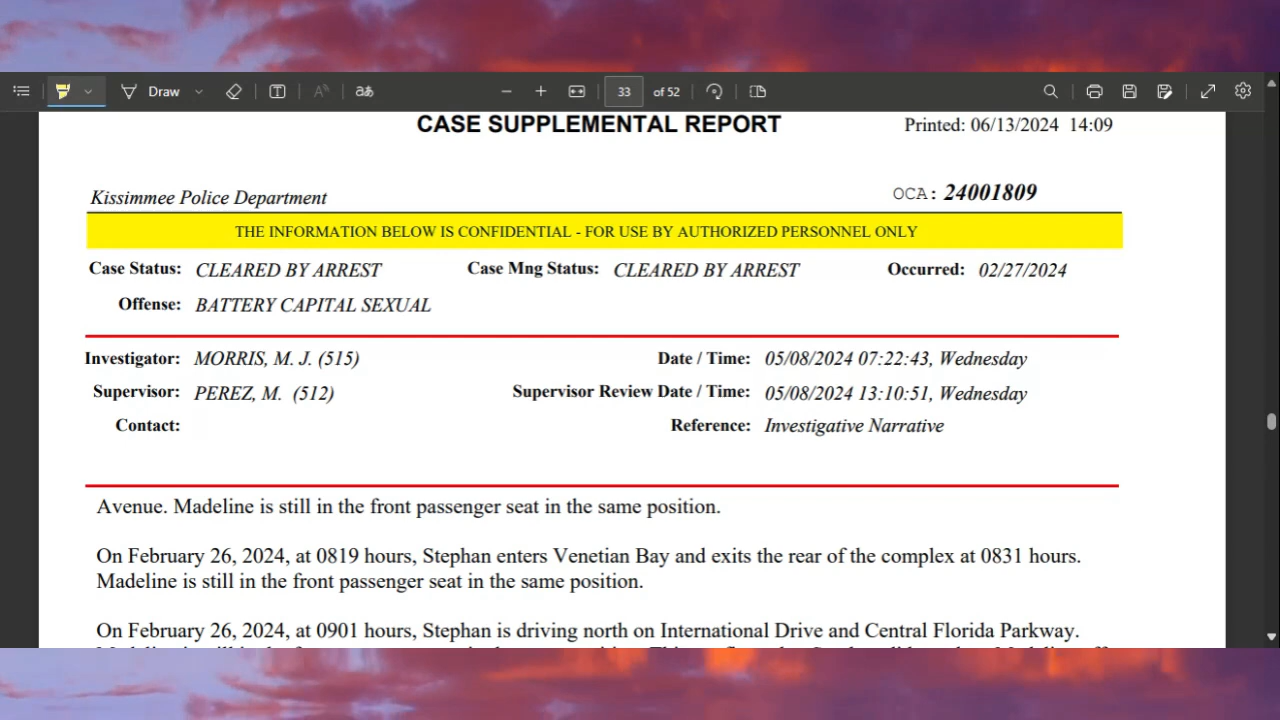 Draw
33 of 52
CASE SUPPLEMENTAL REPORT
Printed: 06/13/2024 14:09
Kissimmee Police Department
OCA: 24001809
THE INFORMATION BELOW IS CONFIDENTIAL - FOR USE BY AUTHORIZED PERSONNEL ONLY
Case Status: CLEARED BY ARREST Case Mng Status: CLEARED BY ARREST Occurred: 02/27/2024
Offense: BATTERY CAPITAL SEXUAL
Investigator: MORRIS, M. J. (515) Date / Time: 05/08/2024 07:22:43, Wednesday
Supervisor: PEREZ, M. (512) Supervisor Review Date / Time: 05/08/2024 13:10:51, Wednesday
Contact: Reference: Investigative Narrative
Avenue. Madeline is still in the front passenger seat in the same position.
On February 26, 2024, at 0819 hours, Stephan enters Venetian Bay and exits the rear of the complex at 0831 hours.
Madeline is still in the front passenger seat in the same position.
On February 26, 2024, at 0901 hours, Stephan is driving north on International Drive and Central Florida Parkway.